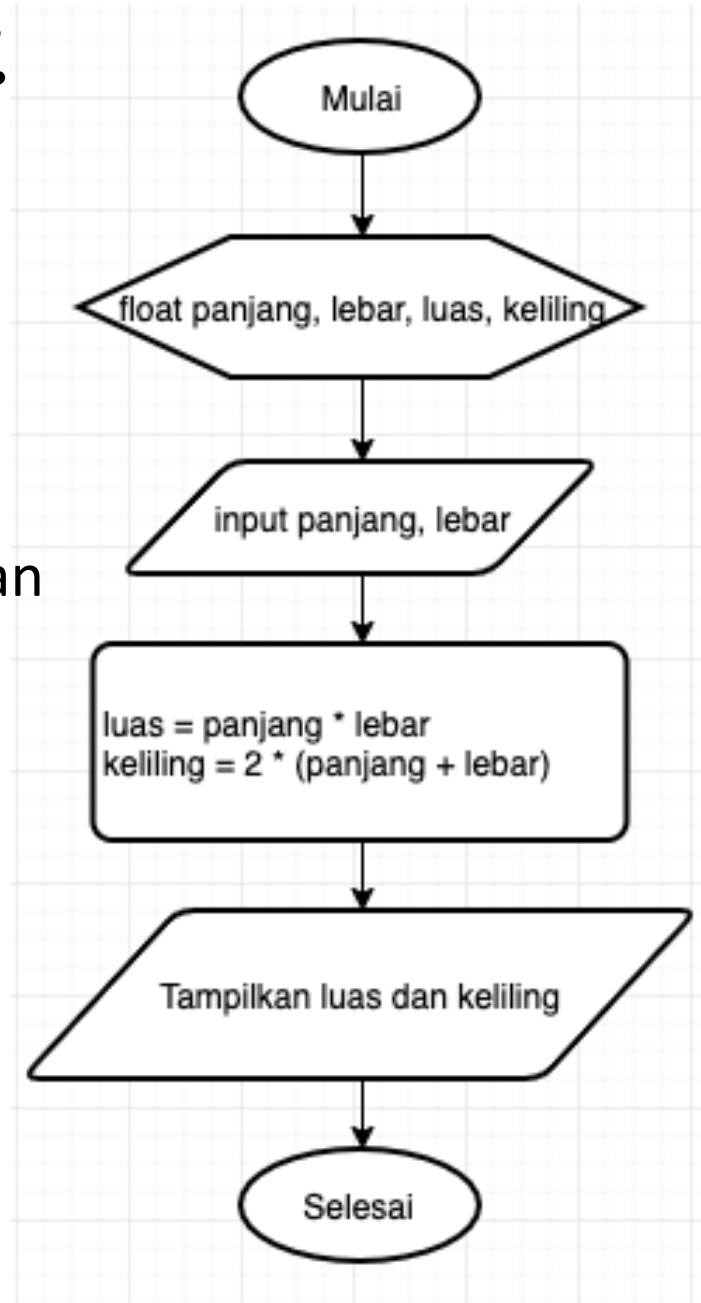 Mulai
float panjang, lebar, luas, keliling
input panjang, lebar
an
luas = panjang * lebar
keliling = 2 * (panjang + lebar)
Tampilkan luas dan keliling
Selesai